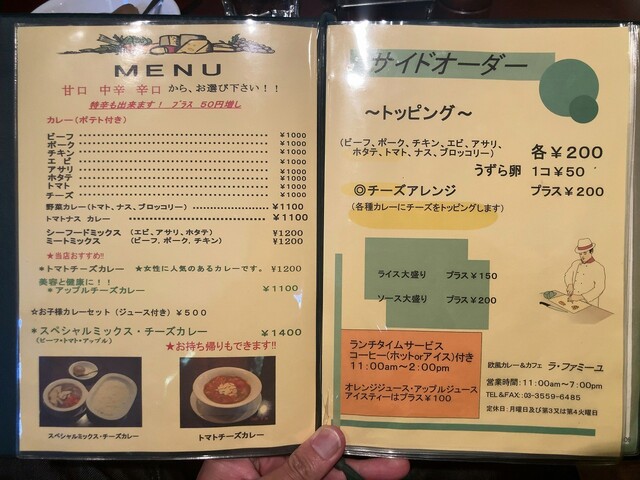 MENU
甘口 中辛 辛口 から、お選び下さい！！
特辛も出来ます！ プラス 50円増し
カレー（ポテト付き）
ビーフ ¥1000
ポーク ¥1000
チキン ¥1000
エビ ¥1000
アサリ ¥1000
ホタテ ¥1000
トマト ¥1000
チーズ ¥1000
野菜カレー（トマト、ナス、ブロッコリー） ¥1100
トマトナス カレー ¥1100
シーフードミックス （エビ、アサリ、ホタテ） ¥1200
ミートミックス （ビーフ、ポーク、チキン） ¥1200
★当店おすすめ!!
*トマトチーズカレー ★女性に人気のあるカレーです。 ¥1200
美容と健康に！！
*アップルチーズカレー ¥1100
☆お子様カレーセット（ジュース付き）¥500
*スペシャルミックス・チーズカレー ¥1400
（ビーフ・トマト・アップル）
★お持ち帰りもできます!!
スペシャルミックス・チーズカレー
トマトチーズカレー
サイドオーダー
～トッピング～
（ビーフ、ポーク、チキン、エビ、アサリ、
ホタテ、トマト、ナス、ブロッコリー） 各¥200
うずら卵 1コ¥50
◎チーズアレンジ プラス¥200
（各種カレーにチーズをトッピングします）
ライス大盛り プラス¥150
ソース大盛り プラス¥200
ランチタイムサービス
コーヒー（ホットorアイス）付き
11:00am～2:00pm
オレンジジュース・アップルジュース
アイスティーはプラス¥100
欧風カレー＆カフェ ラ・ファミーユ
営業時間：11:00am～7:00pm
TEL＆FAX：03-3559-6485
定休日：月曜日及び第3又は第4火曜日